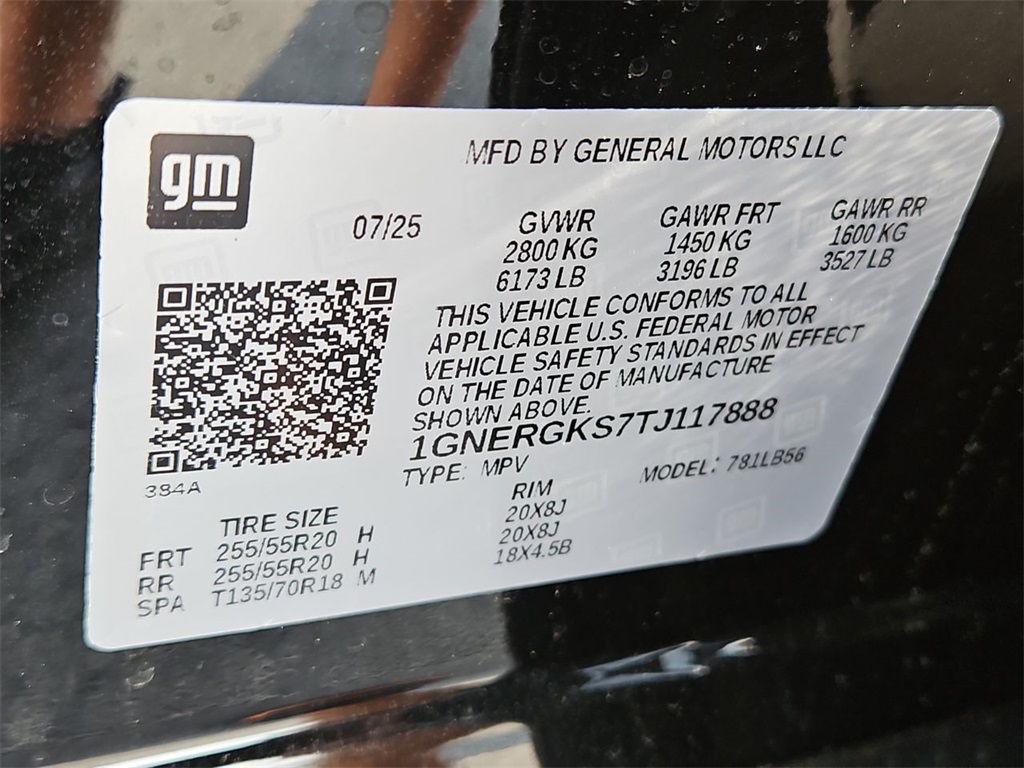 gm
MFD BY GENERAL MOTORS LLC
07/25 GVWR GAWR FRT GAWR RR
2800 KG 1450 KG 1600 KG
6173 LB 3196 LB 3527 LB
THIS VEHICLE CONFORMS TO ALL
APPLICABLE U.S. FEDERAL MOTOR
VEHICLE SAFETY STANDARDS IN EFFECT
ON THE DATE OF MANUFACTURE
SHOWN ABOVE.
1GNERGKS7TJ117888
TYPE: MPV MODEL: 781LB56
384A
TIRE SIZE RIM
FRT 255/55R20 H 20X8J
RR 255/55R20 H 20X8J
SPA T135/70R18 M 18X4.5B